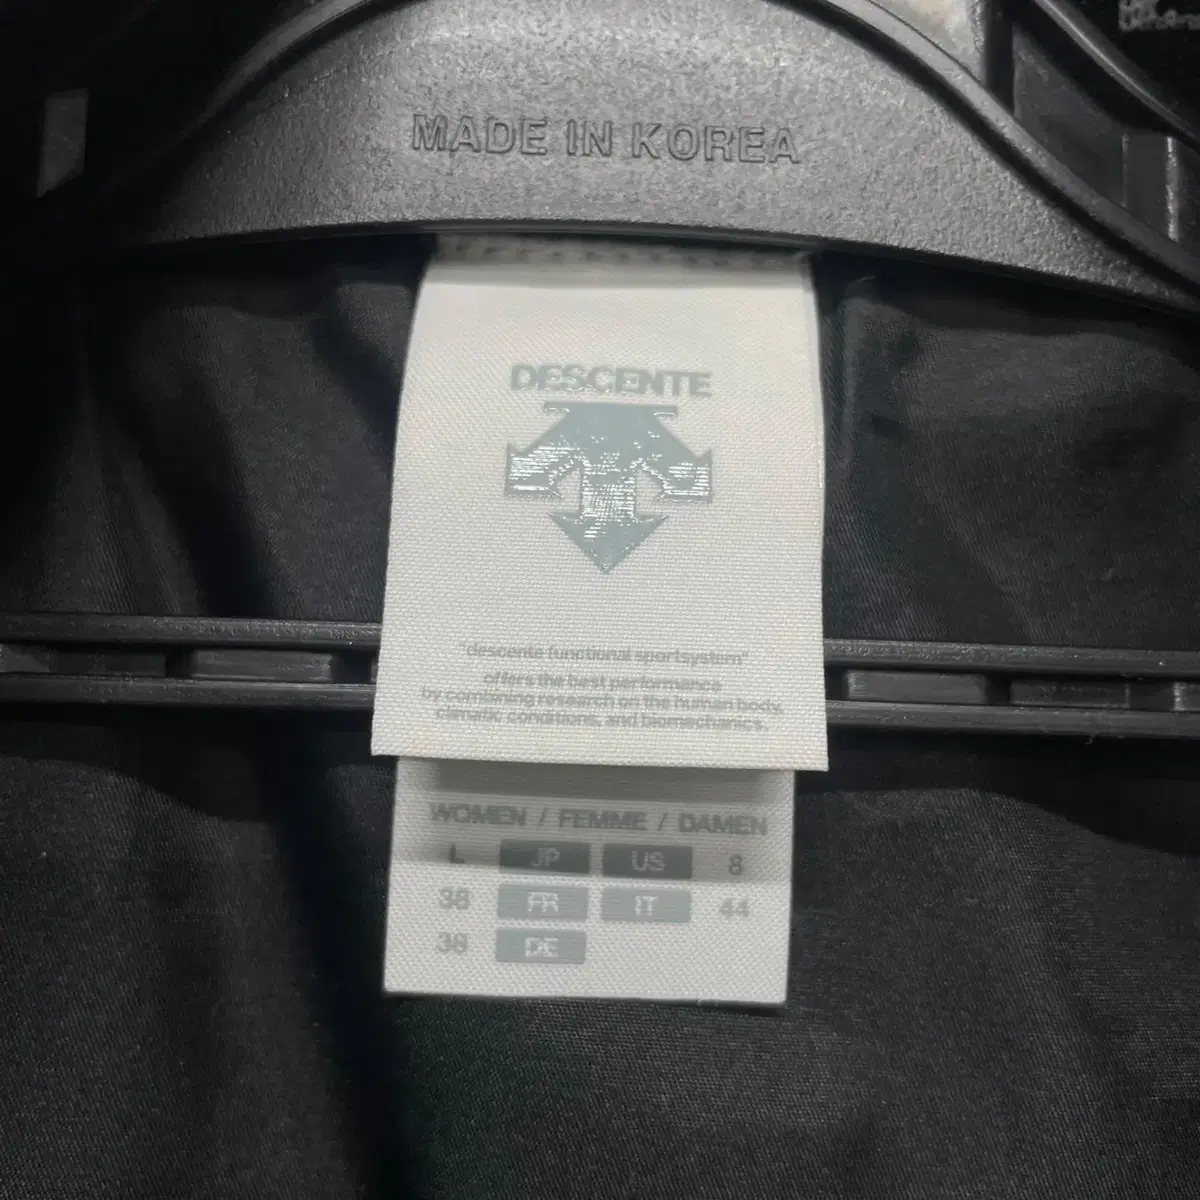 MADE IN KOREA
DESCENTE
"descente functional sportsystem"
offers the best performance
by combining research on the human body,
climatic conditions, and biomechanics.
WOMEN / FEMME / DAMEN
L JP US 8
38 FR IT 44
38 DE